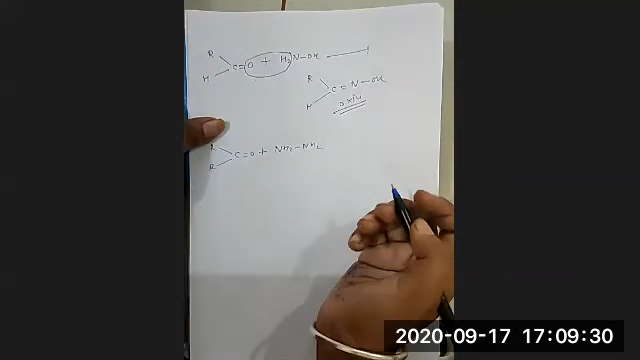 R
H C=O + H₂N–OH ⟶
R
H C=N–OH
oxim
R
R C=O + NH₂–NH₂
2020-09-17 17:09:30